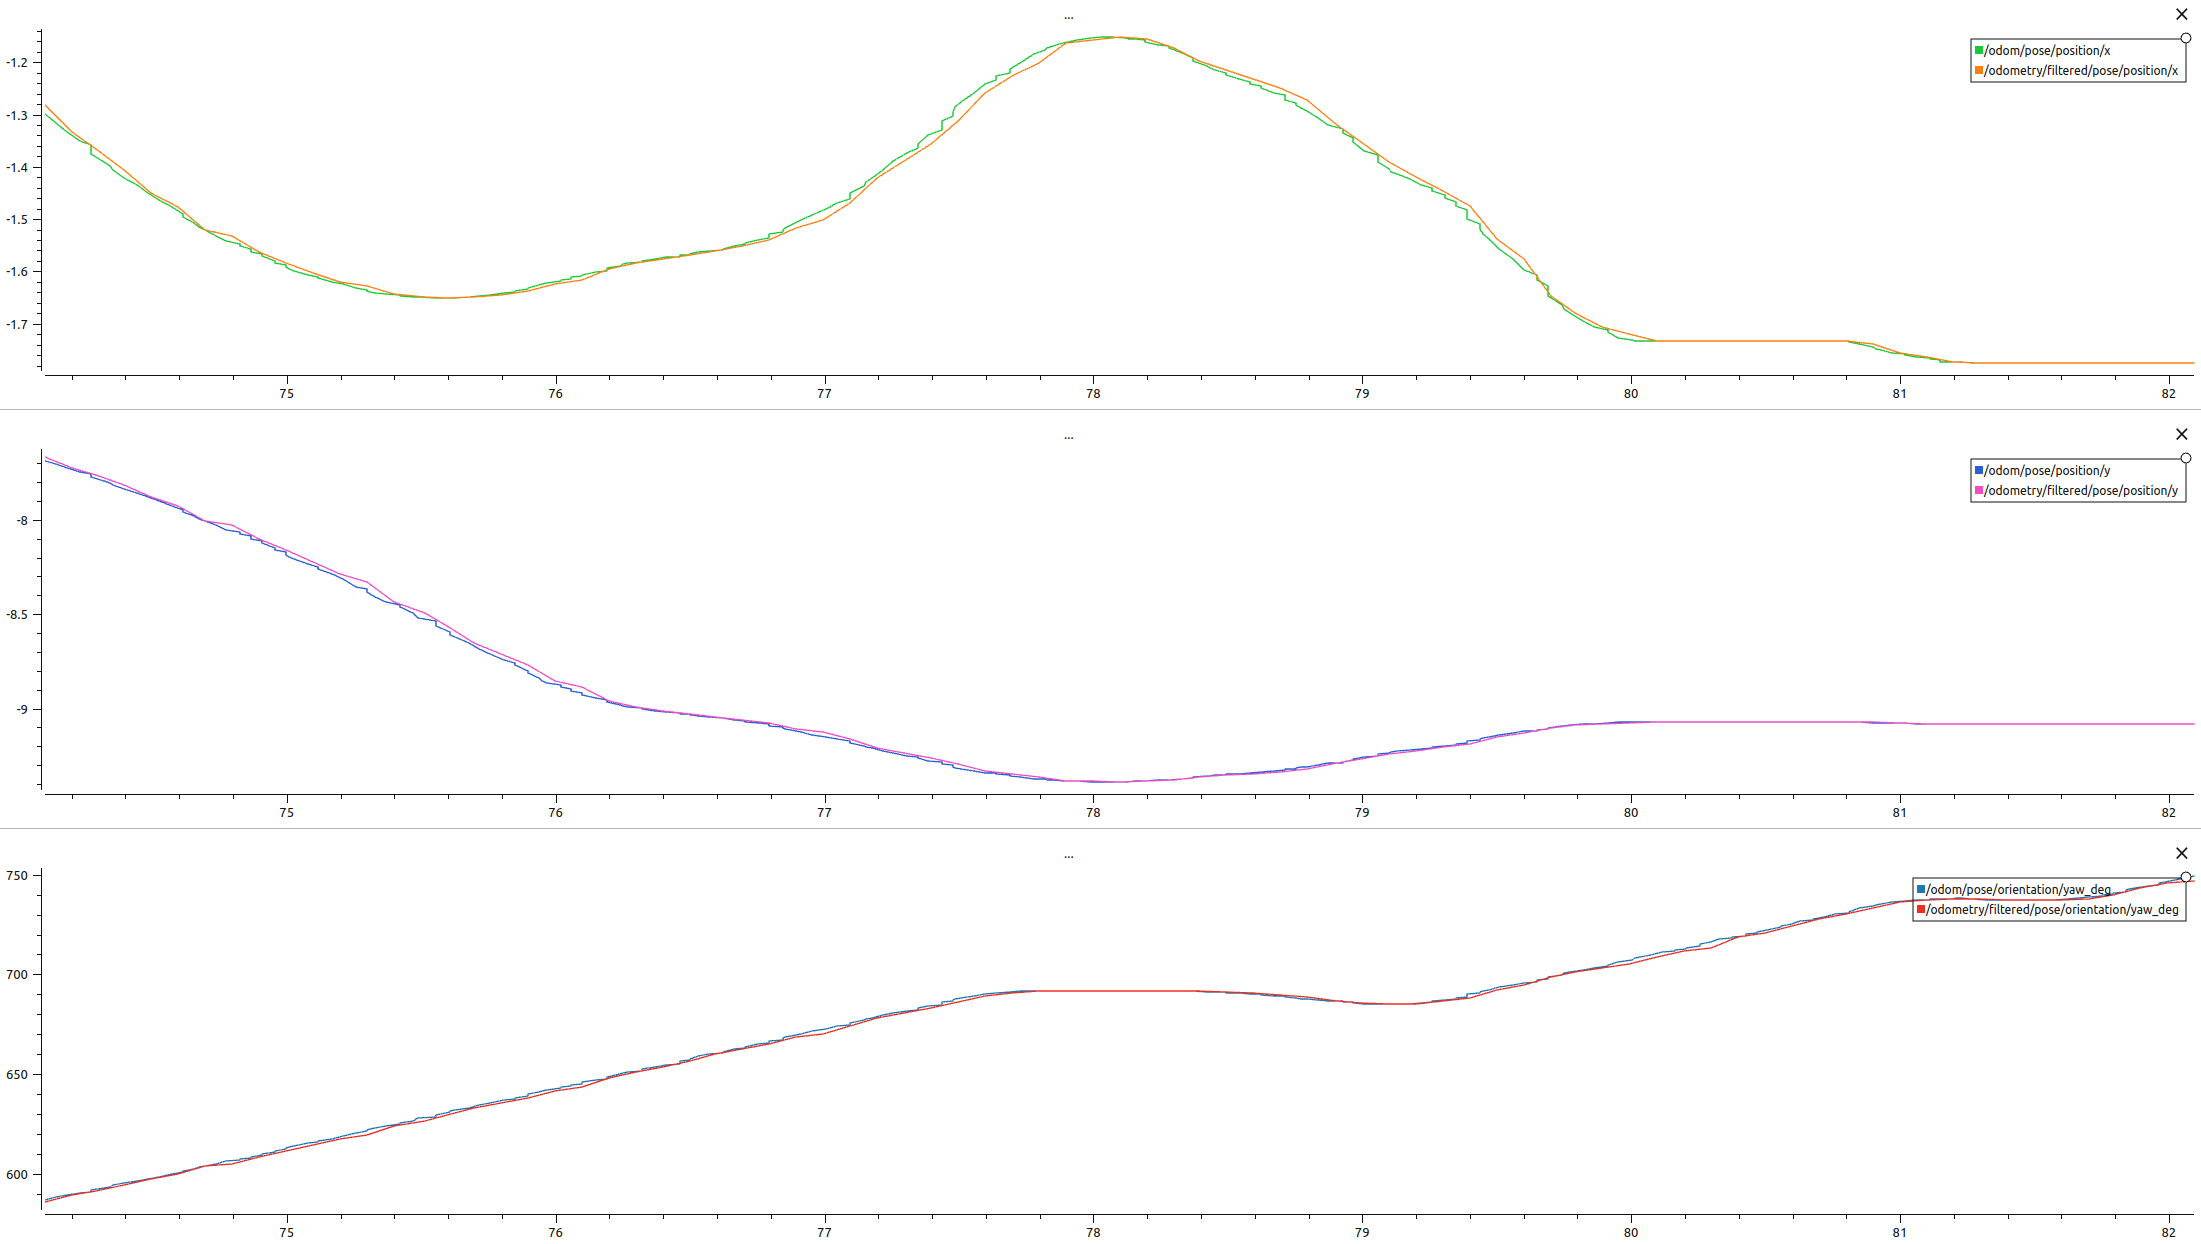 ...
/odom/pose/position/x
/odometry/filtered/pose/position/x
-1.2
-1.3
-1.4
-1.5
-1.6
-1.7
75 76 77 78 79 80 81 82
...
/odom/pose/position/y
/odometry/filtered/pose/position/y
-8
-8.5
-9
75 76 77 78 79 80 81 82
...
/odom/pose/orientation/yaw_deg
/odometry/filtered/pose/orientation/yaw_deg
750
700
650
600
75 76 77 78 79 80 81 82